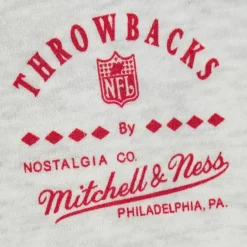 THROWBACKS
NFL
By
NOSTALGIA CO.
Mitchell & Ness
PHILADELPHIA, PA.